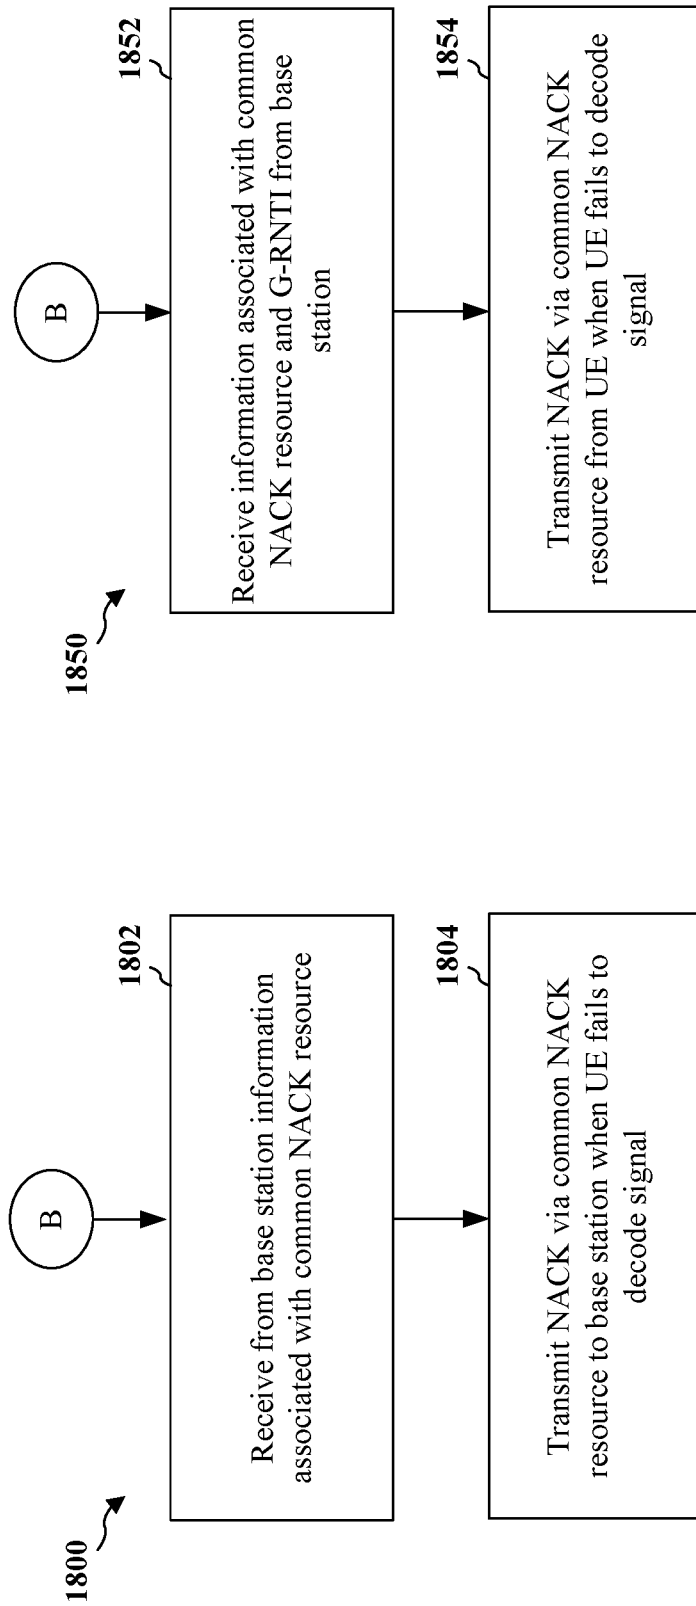 1800
B
1802
Receive from base station information
associated with common NACK resource
1804
Transmit NACK via common NACK
resource to base station when UE fails to
decode signal
1850
B
1852
Receive information associated with common
NACK resource and G-RNTI from base
station
1854
Transmit NACK via common NACK
resource from UE when UE fails to decode
signal